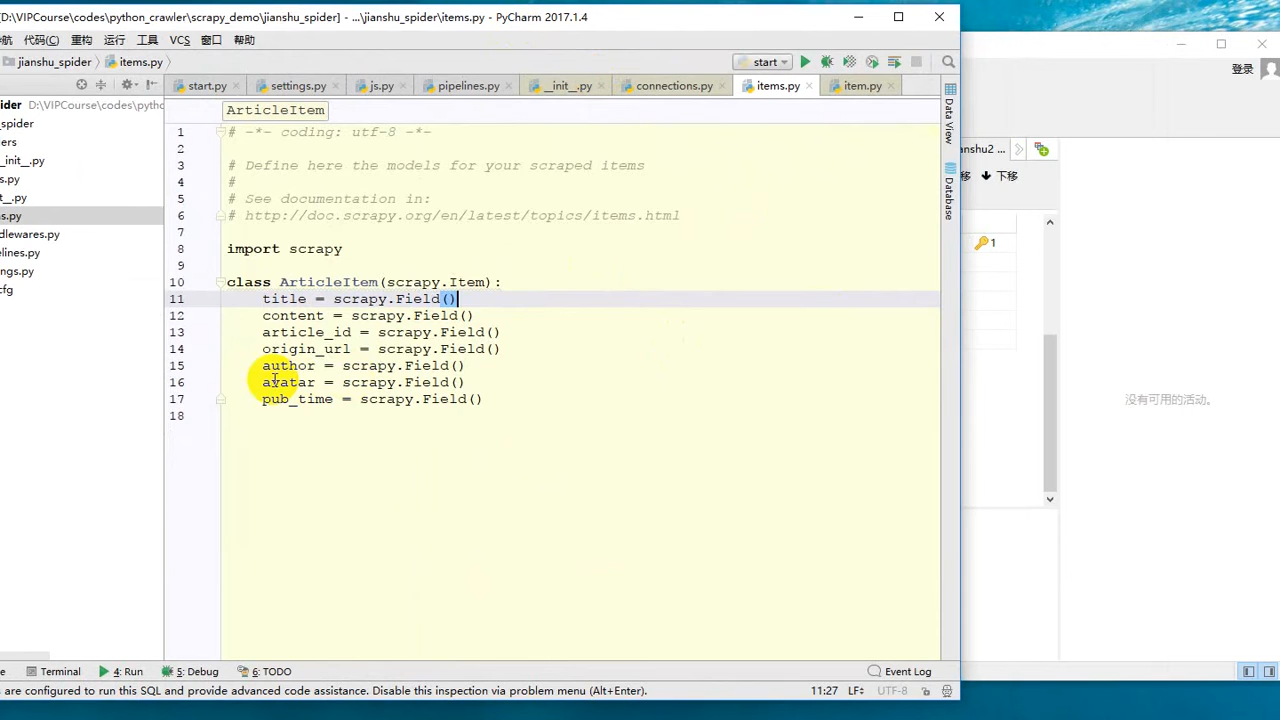 [D:\VIPCourse\codes\python_crawler\scrapy_demo\jianshu_spider] - ...\jianshu_spider\items.py - PyCharm 2017.1.4
航 代码(C) 重构 运行 工具 VCS 窗口 帮助
登录
jianshu_spider items.py start
start.py settings.py js.py pipelines.py __init__.py connections.py items.py item.py
ider D:\VIPCourse\codes\pytho
ArticleItem
_spider
ers
_init__.py
s.py
_.py
s.py
dlewares.py
elines.py
ngs.py
cfg
1 # -*- coding: utf-8 -*-
2
3 # Define here the models for your scraped items
4 #
5 # See documentation in:
6 # http://doc.scrapy.org/en/latest/topics/items.html
7
8 import scrapy
9
10 class ArticleItem(scrapy.Item):
11 title = scrapy.Field()
12 content = scrapy.Field()
13 article_id = scrapy.Field()
14 origin_url = scrapy.Field()
15 author = scrapy.Field()
16 avatar = scrapy.Field()
17 pub_time = scrapy.Field()
18
Data View
Database
anshu2 ...
移 下移
1
没有可用的活动。
Terminal 4: Run 5: Debug 6: TODO Event Log
are configured to run this SQL and provide advanced code assistance. Disable this inspection via problem menu (Alt+Enter). 11:27 LF UTF-8